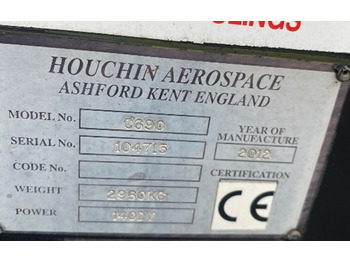 LINGS
HOUCHIN AEROSPACE
ASHFORD KENT ENGLAND
MODEL No. C690
SERIAL No. 104715
YEAR OF MANUFACTURE 2012
CODE No.
CERTIFICATION
WEIGHT 2950KG
CE
POWER